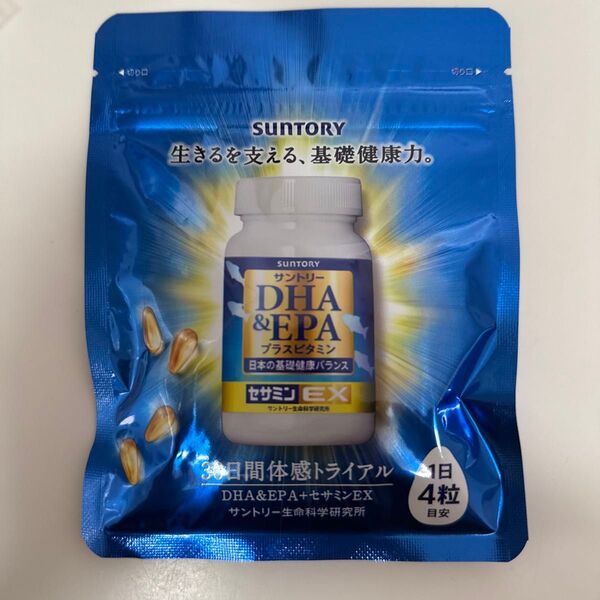 切り口 切り口
SUNTORY
生きるを支える、基礎健康力。
SUNTORY
サントリー
DHA
&EPA
プラスビタミン
日本の基礎健康バランス
セサミンEX
サントリー生命科学研究所
30日間体感トライアル
DHA&EPA+セサミンEX
サントリー生命科学研究所
1日
4粒
目安